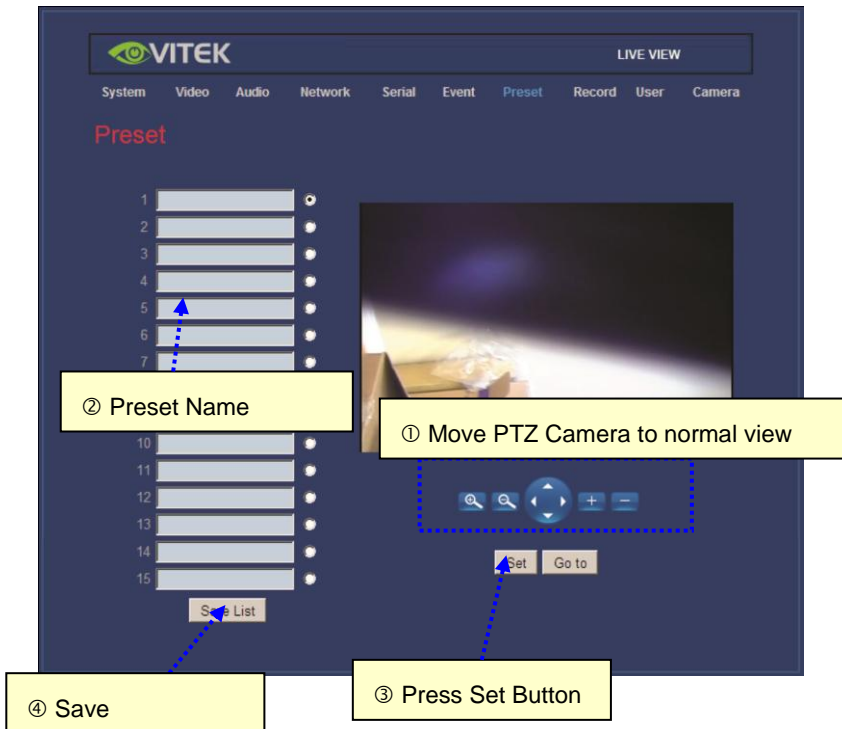 VITEK
LIVE VIEW
System Video Audio Network Serial Event Preset Record User Camera
Preset
1
2
3
4
5
6
7
② Preset Name
① Move PTZ Camera to normal view
10
11
12
13
14
15
Set Go to
Save List
③ Press Set Button
④ Save